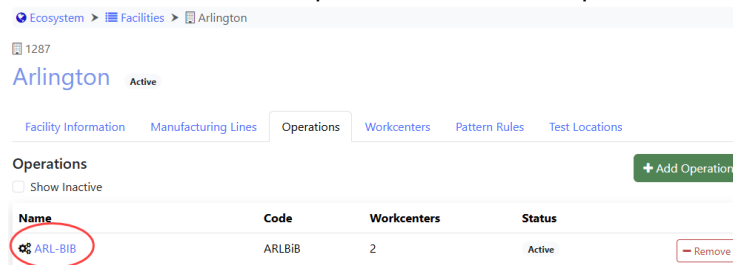 Ecosystem > Facilities > Arlington
1287
Arlington Active
Facility Information Manufacturing Lines Operations Workcenters Pattern Rules Test Locations
Operations
+ Add Operation
Show Inactive
Name Code Workcenters Status
ARL-BIB ARLBiB 2 Active − Remove